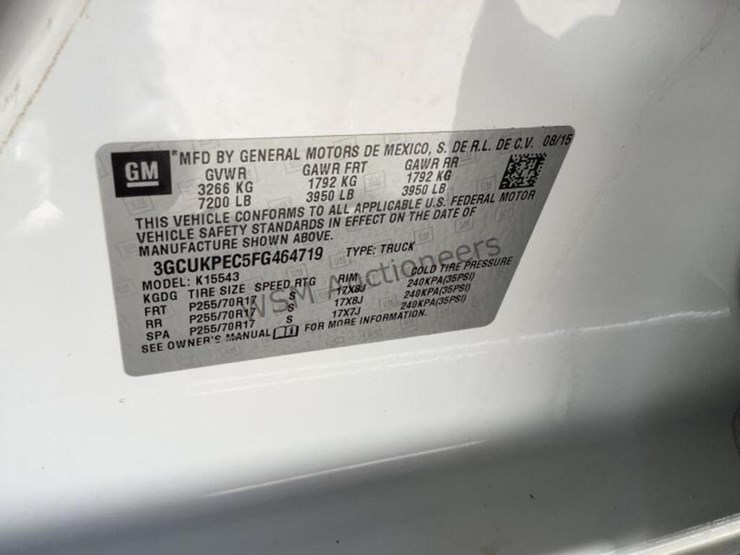 GM
*MFD BY GENERAL MOTORS DE MEXICO, S. DE R.L. DE C.V. 08/15
GVWR GAWR FRT GAWR RR
3266 KG 1792 KG 1792 KG
7200 LB 3950 LB 3950 LB
THIS VEHICLE CONFORMS TO ALL APPLICABLE U.S. FEDERAL MOTOR
VEHICLE SAFETY STANDARDS IN EFFECT ON THE DATE OF
MANUFACTURE SHOWN ABOVE.
3GCUKPEC5FG464719 TYPE: TRUCK
MODEL: K15543
KGDG TIRE SIZE SPEED RTG RIM COLD TIRE PRESSURE
FRT P255/70R17 S 17X8J 240KPA(35PSI)
RR P255/70R17 S 17X8J 240KPA(35PSI)
SPA P255/70R17 S 17X7J 240KPA(35PSI)
SEE OWNER'S MANUAL FOR MORE INFORMATION.
WSM Auctioneers